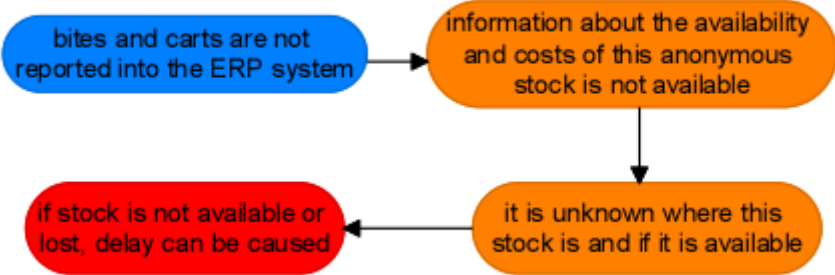 bites and carts are not
reported into the ERP system
information about the availability
and costs of this anonymous
stock is not available
it is unknown where this
stock is and if it is available
if stock is not available or
lost, delay can be caused